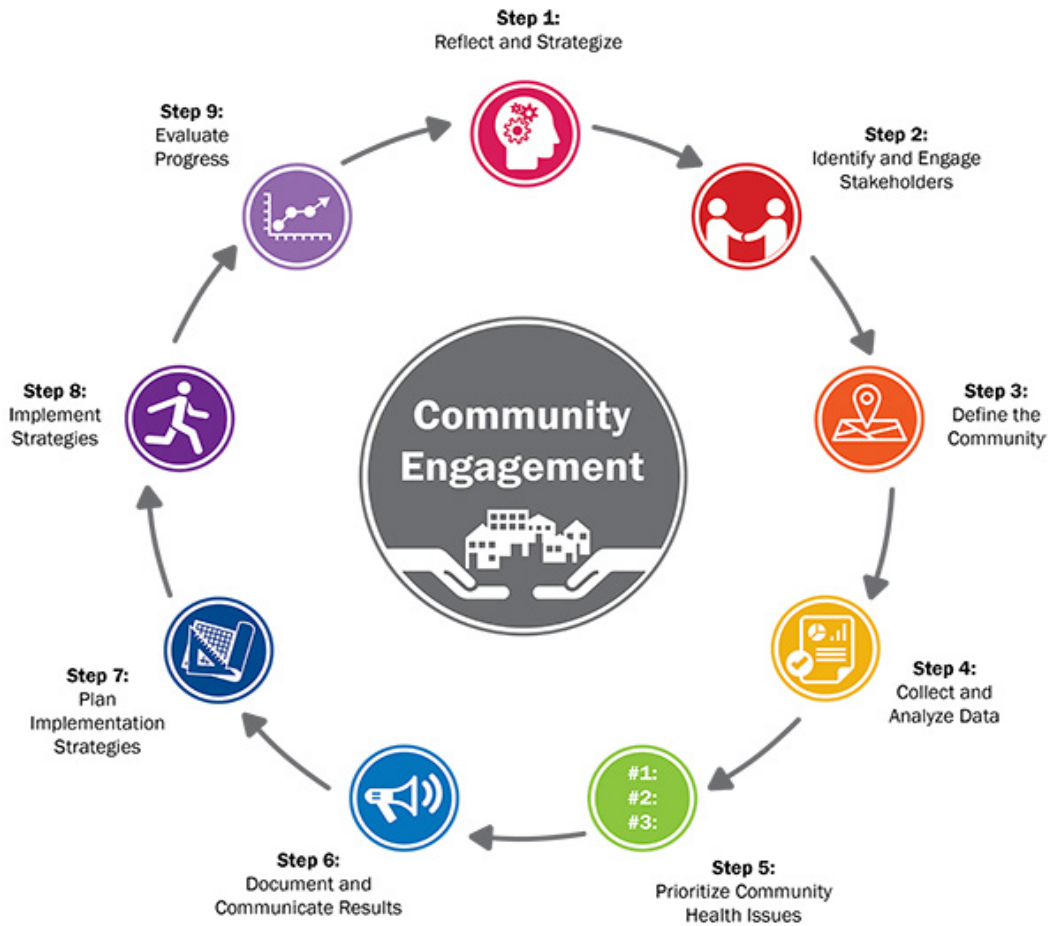 Step 1:
Reflect and Strategize
Step 2:
Identify and Engage
Stakeholders
Step 3:
Define the
Community
Step 4:
Collect and
Analyze Data
#1:
#2:
#3:
Step 5:
Prioritize Community
Health Issues
Step 6:
Document and
Communicate Results
Step 7:
Plan
Implementation
Strategies
Step 8:
Implement
Strategies
Step 9:
Evaluate
Progress
Community
Engagement